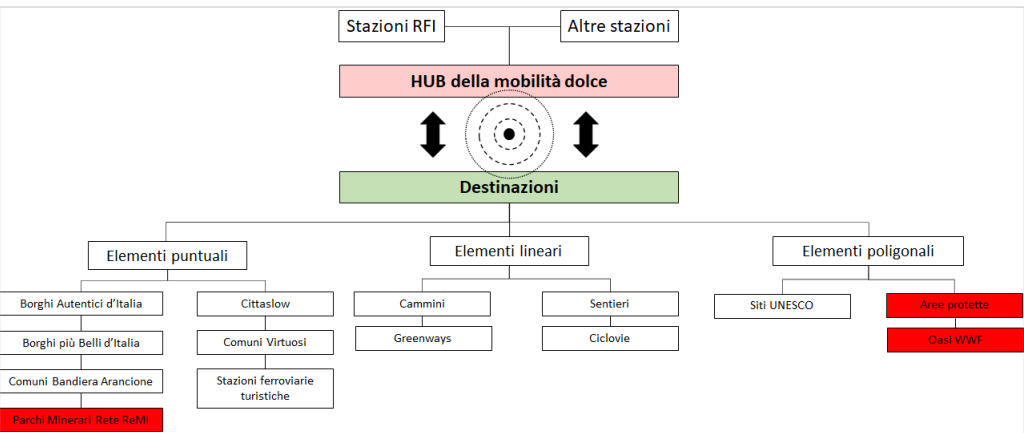 Stazioni RFI
Altre stazioni
HUB della mobilità dolce
Destinazioni
Elementi puntuali
Elementi lineari
Elementi poligonali
Borghi Autentici d'Italia
Borghi più Belli d'Italia
Comuni Bandiera Arancione
Parchi Minerari Rete ReMI
Cittaslow
Comuni Virtuosi
Stazioni ferroviarie
turistiche
Cammini
Greenways
Sentieri
Ciclovie
Siti UNESCO
Aree protette
Oasi WWF